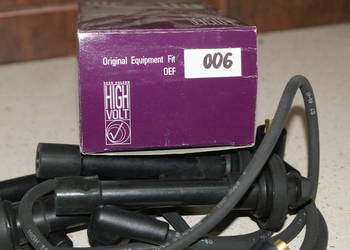 Original Equipment Fit
OEF
006
HIGH
VOLT